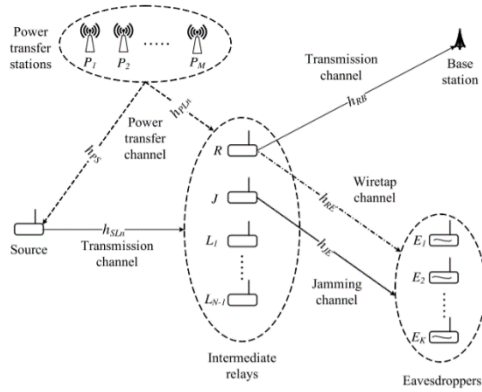 Power
transfer
stations
P1 P2 ...... PM
Transmission
channel
Base
station
hPLn
hRB
Power
transfer
channel
hPS
R
Wiretap
channel
J
hRE
Source
hSLn
Transmission
channel
L1
hJE
E1
E2
Jamming
channel
LN-1
EK
Intermediate
relays
Eavesdroppers